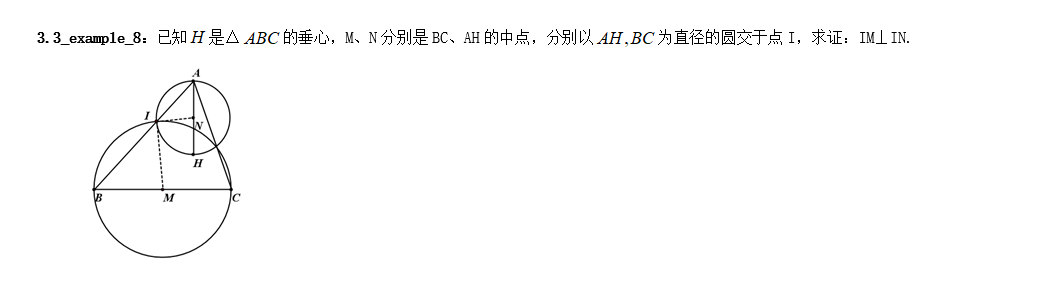 3.3_example_8：已知 H 是△ ABC 的垂心，M、N 分别是 BC、AH 的中点，分别以 AH,BC 为直径的圆交于点 I，求证：IM⊥IN.
A
I
N
H
B
M
C